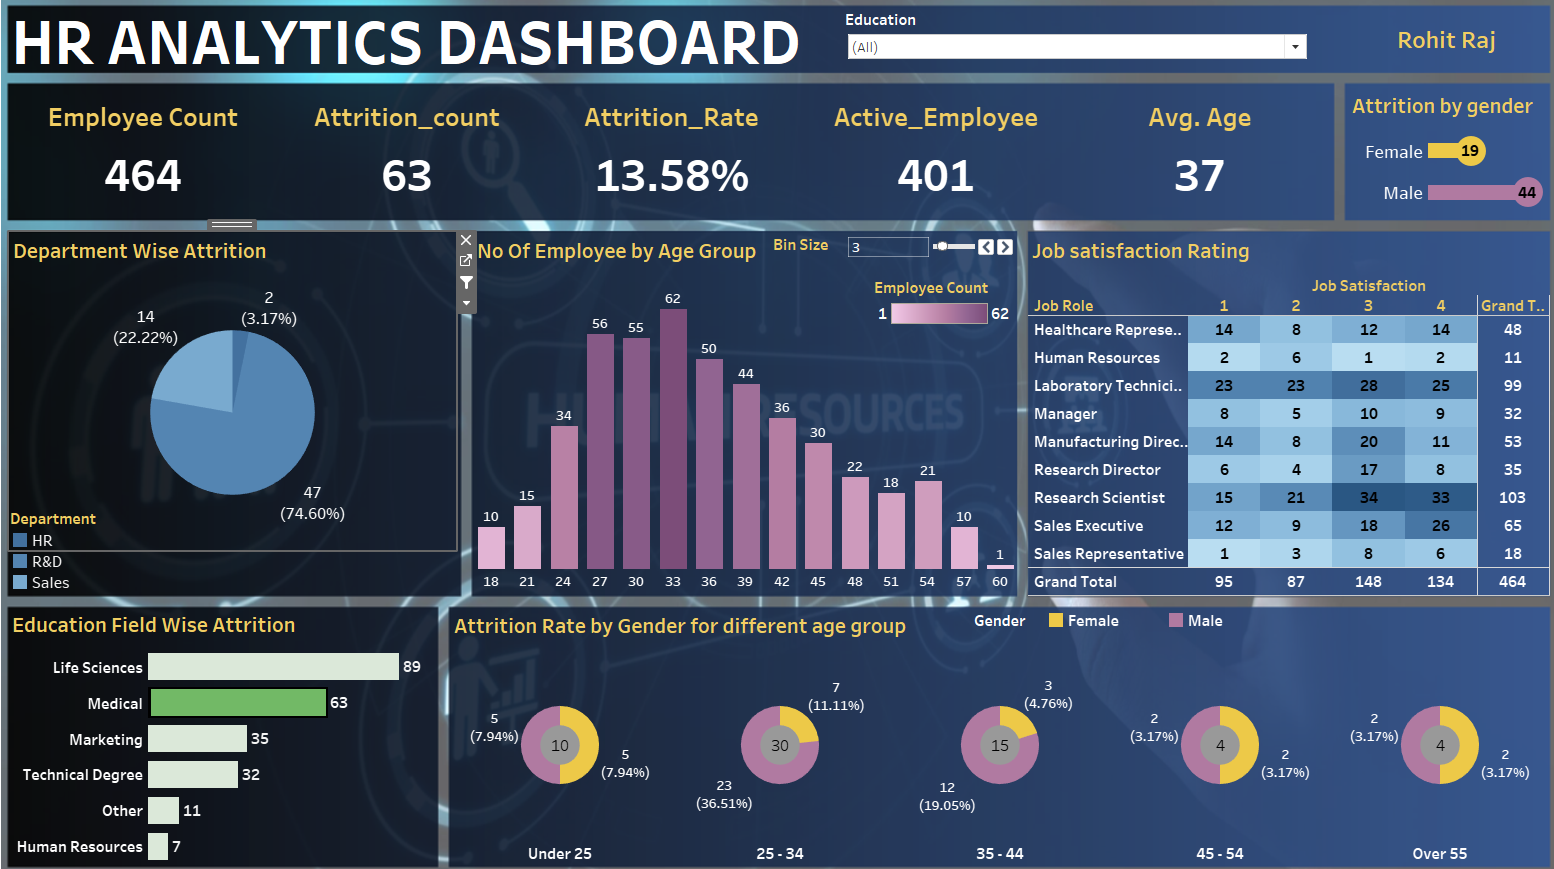 HR ANALYTICS DASHBOARD
Education
(All)
Rohit Raj
Employee Count
464
Attrition_count
63
Attrition_Rate
13.58%
Active_Employee
401
Avg. Age
37
Attrition by gender
Female 19
Male 44
Department Wise Attrition
2
(3.17%)
14
(22.22%)
47
(74.60%)
Department
HR
R&D
Sales
No Of Employee by Age Group
Bin Size
3
Employee Count
1 62
10 15 34 56 55 62 50 44 36 30 22 18 21 10 1
18 21 24 27 30 33 36 39 42 45 48 51 54 57 60
HUMAN RESOURCES
Job satisfaction Rating
Job Satisfaction
Job Role 1 2 3 4 Grand T..
Healthcare Represe.. 14 8 12 14 48
Human Resources 2 6 1 2 11
Laboratory Technici.. 23 23 28 25 99
Manager 8 5 10 9 32
Manufacturing Direc.. 14 8 20 11 53
Research Director 6 4 17 8 35
Research Scientist 15 21 34 33 103
Sales Executive 12 9 18 26 65
Sales Representative 1 3 8 6 18
Grand Total 95 87 148 134 464
Education Field Wise Attrition
Life Sciences 89
Medical 63
Marketing 35
Technical Degree 32
Other 11
Human Resources 7
Attrition Rate by Gender for different age group
Gender Female Male
5
(7.94%)
10
5
(7.94%)
Under 25
7
(11.11%)
30
23
(36.51%)
25 - 34
3
(4.76%)
15
12
(19.05%)
35 - 44
2
(3.17%)
4
2
(3.17%)
45 - 54
2
(3.17%)
4
2
(3.17%)
Over 55